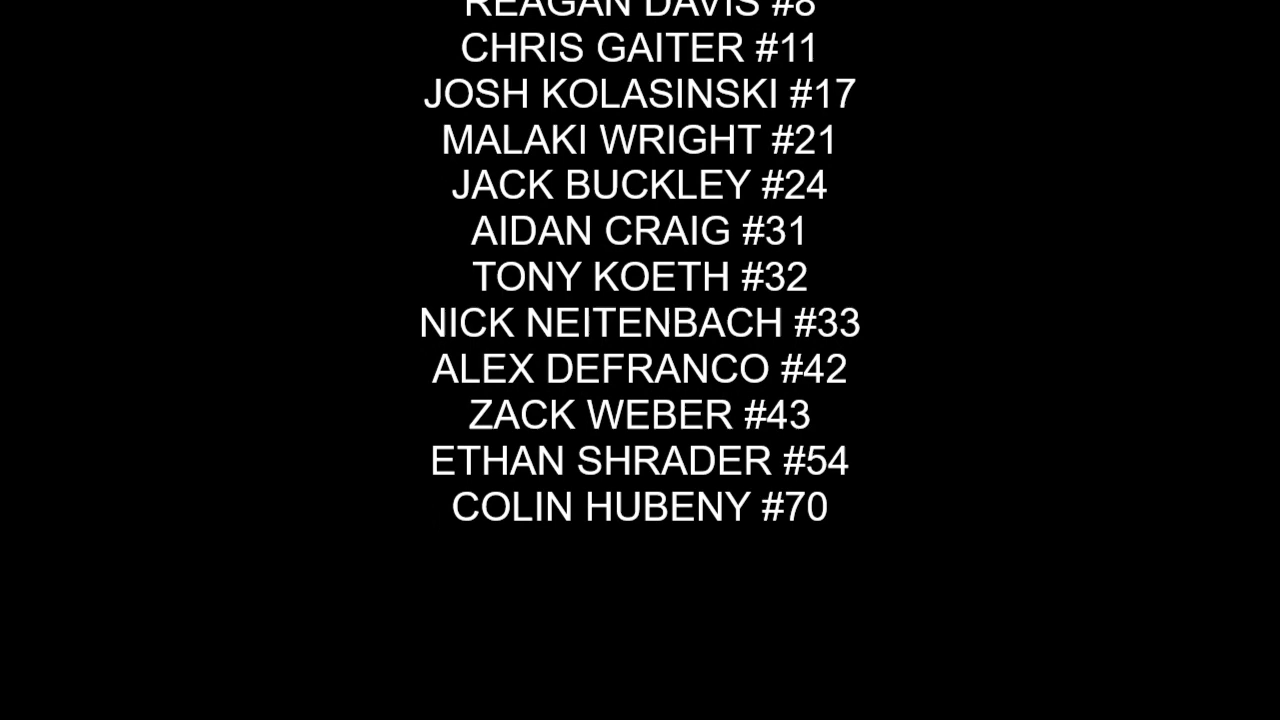 REAGAN DAVIS #8
CHRIS GAITER #11
JOSH KOLASINSKI #17
MALAKI WRIGHT #21
JACK BUCKLEY #24
AIDAN CRAIG #31
TONY KOETH #32
NICK NEITENBACH #33
ALEX DEFRANCO #42
ZACK WEBER #43
ETHAN SHRADER #54
COLIN HUBENY #70